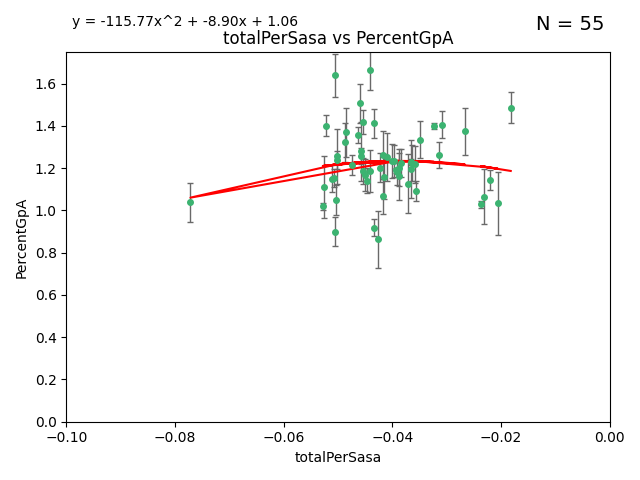 y = -115.77x^2 + -8.90x + 1.06
N = 55
totalPerSasa vs PercentGpA
PercentGpA
1.6
1.4
1.2
1.0
0.8
0.6
0.4
0.2
0.0
−0.10 −0.08 −0.06 −0.04 −0.02 0.00
totalPerSasa